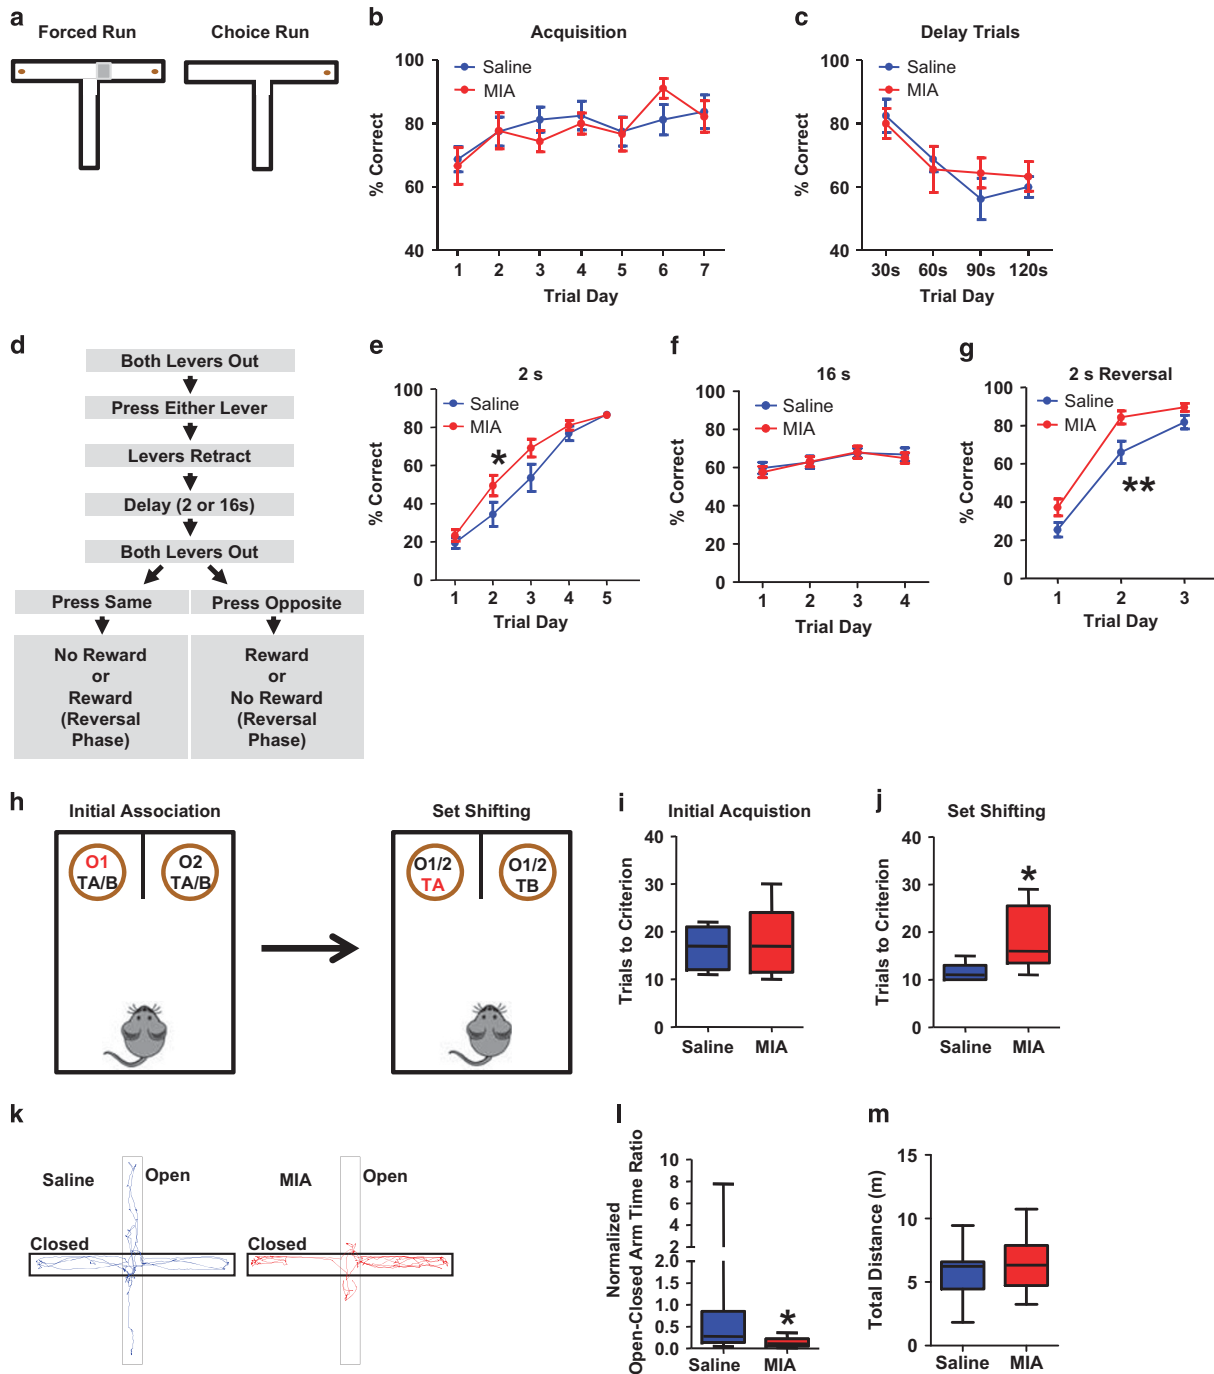 a
Forced Run
Choice Run
b
Acquisition
Saline
MIA
% Correct
100
80
60
40
1 2 3 4 5 6 7
Trial Day
c
Delay Trials
Saline
MIA
% Correct
100
80
60
40
30s 60s 90s 120s
Trial Day
d
Both Levers Out
Press Either Lever
Levers Retract
Delay (2 or 16s)
Both Levers Out
Press Same
Press Opposite
No Reward
or
Reward
(Reversal
Phase)
Reward
or
No Reward
(Reversal
Phase)
e
2 s
Saline
MIA
*
% Correct
100
80
60
40
20
0
1 2 3 4 5
Trial Day
f
16 s
Saline
MIA
% Correct
100
80
60
40
20
0
1 2 3 4
Trial Day
g
2 s Reversal
Saline
MIA
**
% Correct
100
80
60
40
20
0
1 2 3
Trial Day
h
Initial Association
O1
TA/B
O2
TA/B
Set Shifting
O1/2
TA
O1/2
TB
i
Initial Acquistion
Trials to Criterion
40
30
20
10
0
Saline MIA
j
Set Shifting
*
Trials to Criterion
40
30
20
10
0
Saline MIA
k
Saline
Open
Closed
MIA
Open
Closed
l
Normalized
Open-Closed Arm Time Ratio
10
8
6
4
2
2.0
1.5
1.0
0.5
0.0
*
Saline MIA
m
Total Distance (m)
15
10
5
0
Saline MIA